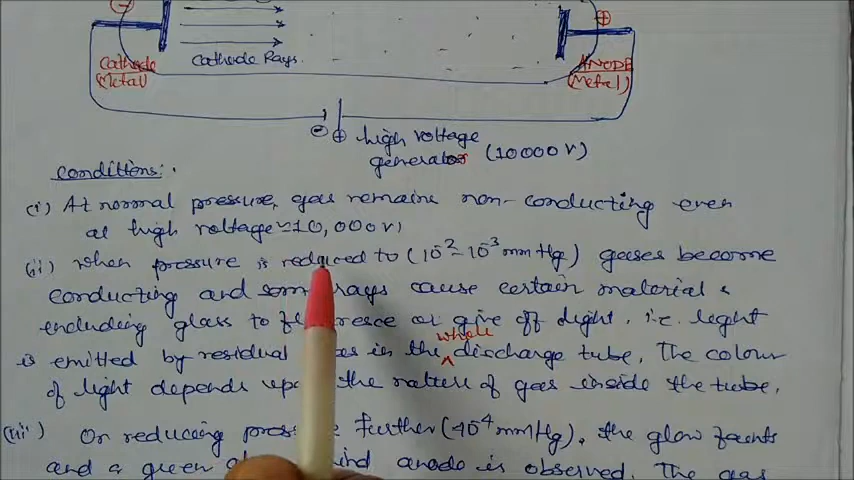 Cathode Rays.
Cathode
(Metal)
ANODE
(Metal)
high voltage
generator (10000 V)
conditions:.
(i) At normal pressure, gas remains non-conducting even
at high voltage ≈10,000V)
(ii) when pressure is reduced to (10⁻² - 10⁻³ mm Hg) gases become
conducting and rays cause certain material
including glass to or give off light, i.e. light
is emitted by residual in the whole discharge tube. The colour
of light depends the nature of gas inside the tube.
(iii) On reducing further (10⁻⁴ mmHg), the glow faints
and a green anode is observed. The gas